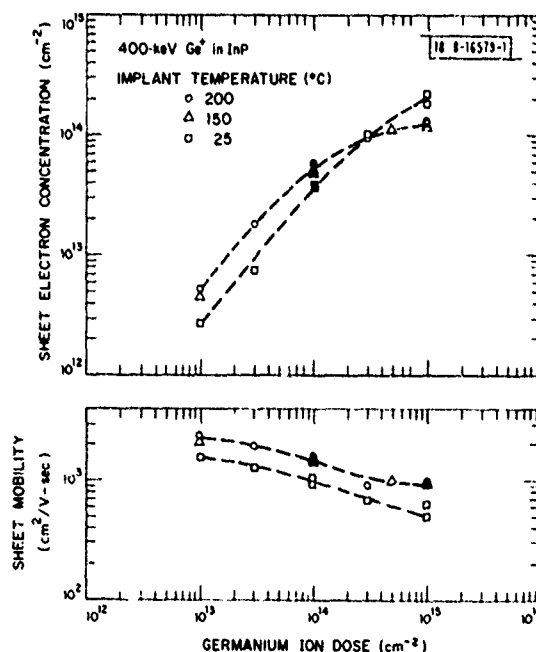 10¹⁵
400-keV Ge⁺ in InP
18-8-16579-1
IMPLANT TEMPERATURE (°C)
○ 200
△ 150
□ 25
10¹⁴
10¹³
10¹²
SHEET ELECTRON CONCENTRATION (cm⁻²)
10³
10²
SHEET MOBILITY
(cm²/V-sec)
10¹² 10¹³ 10¹⁴ 10¹⁵
GERMANIUM ION DOSE (cm⁻²)